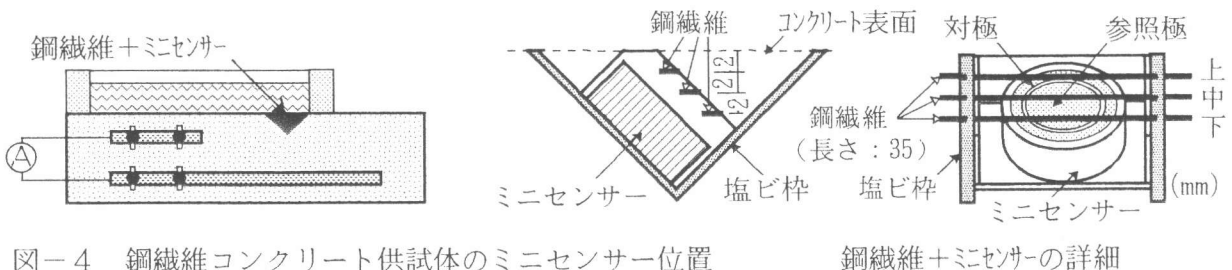 鋼繊維＋ミニセンサー
A
鋼繊維
コンクリート表面
2
2
2
ミニセンサー
塩ビ枠
対極
参照極
上
中
下
鋼繊維
（長さ：35）
塩ビ枠
ミニセンサー
(mm)
図－４　鋼繊維コンクリート供試体のミニセンサー位置
鋼繊維＋ミニセンサーの詳細